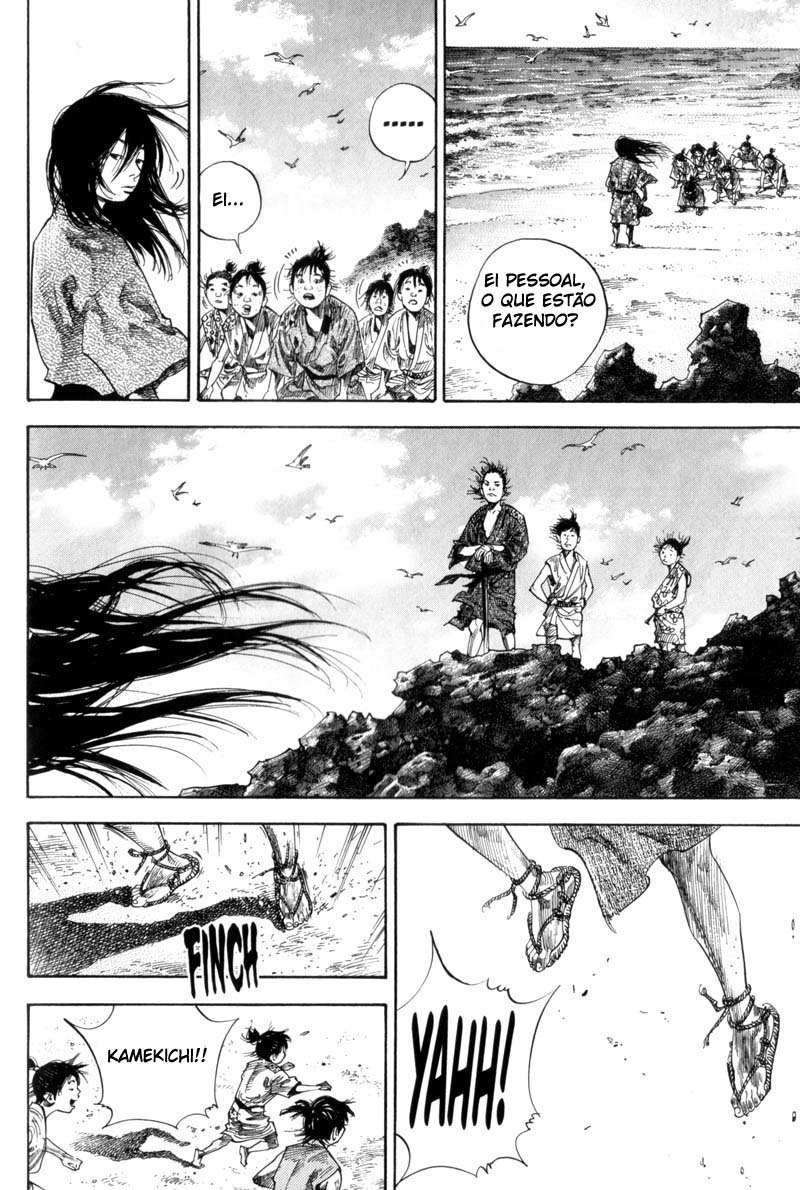 EI PESSOAL,
O QUE ESTÃO
FAZENDO?
.....
EI...
YAHH!
FINCH
KAMEKICHI!!